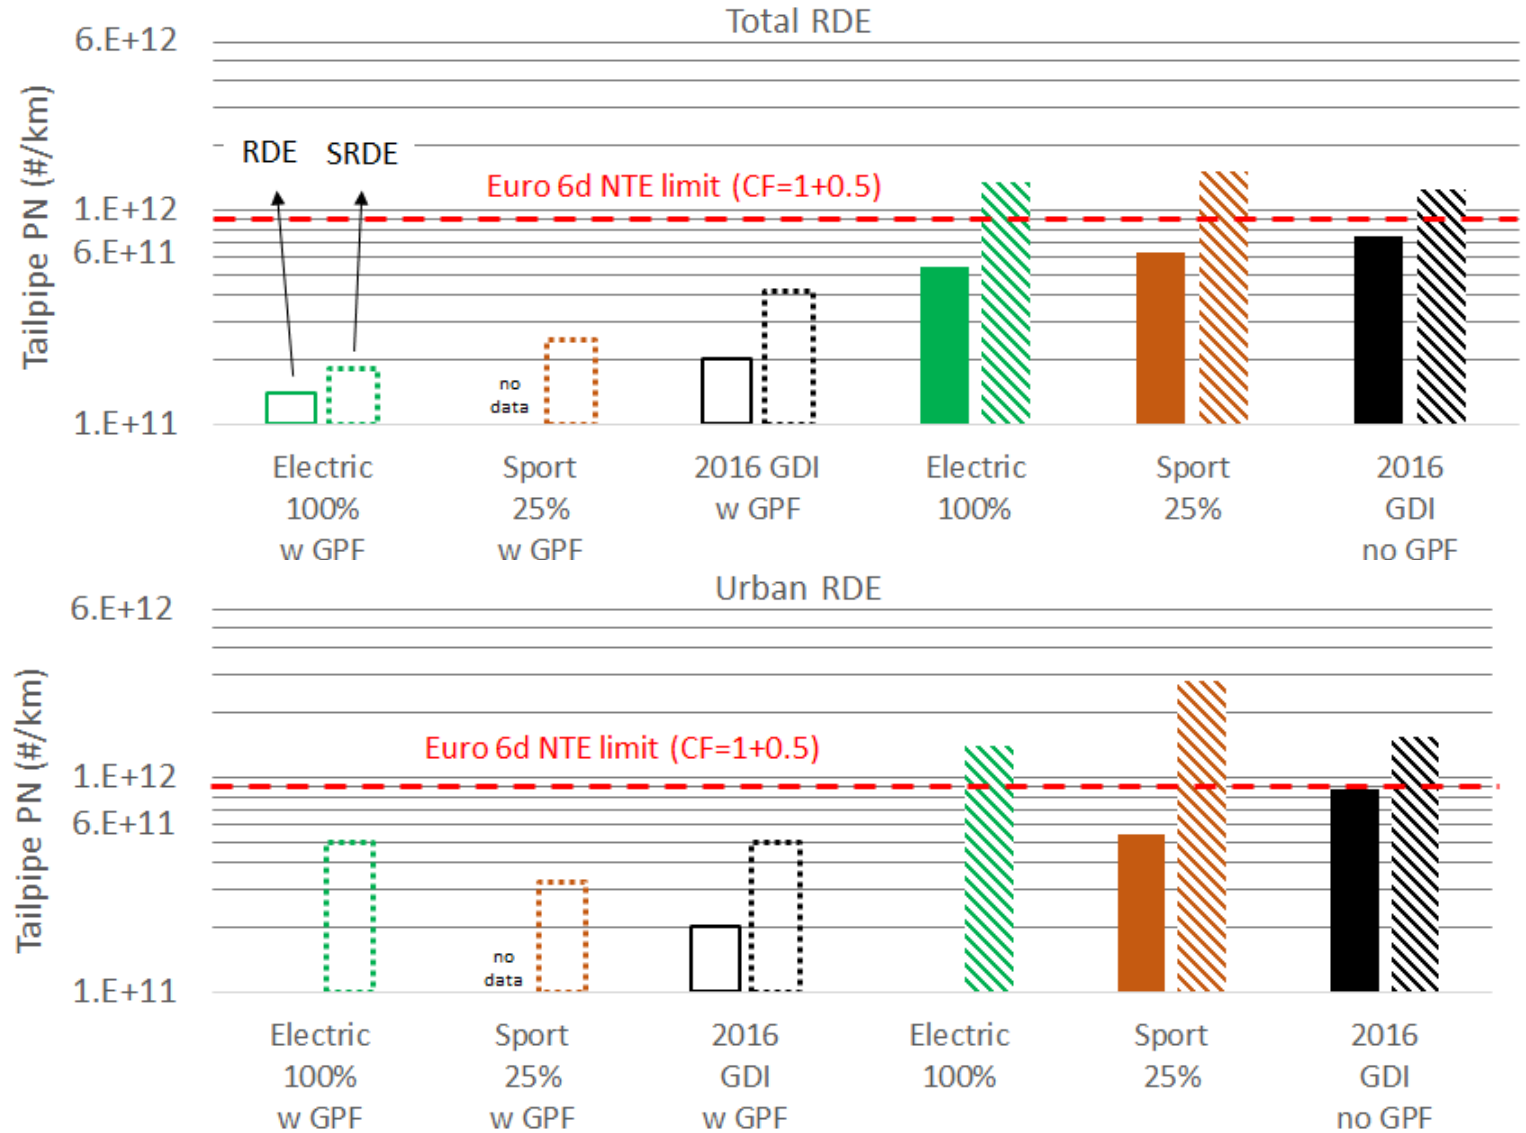 Total RDE
6.E+12
1.E+12
6.E+11
1.E+11
Tailpipe PN (#/km)
RDE SRDE
Euro 6d NTE limit (CF=1+0.5)
no
data
Electric
100%
w GPF
Sport
25%
w GPF
2016 GDI
w GPF
Electric
100%
Sport
25%
2016
GDI
no GPF
Urban RDE
6.E+12
1.E+12
6.E+11
1.E+11
Tailpipe PN (#/km)
Euro 6d NTE limit (CF=1+0.5)
no
data
Electric
100%
w GPF
Sport
25%
w GPF
2016
GDI
w GPF
Electric
100%
Sport
25%
2016
GDI
no GPF